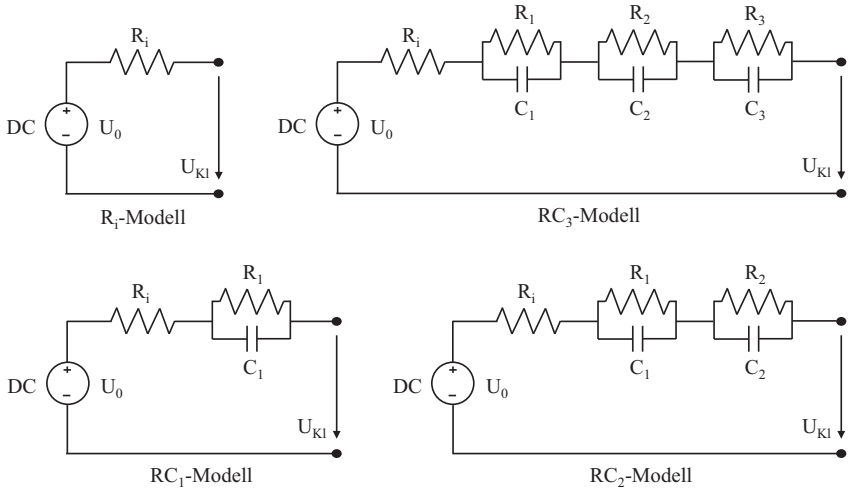 R₁ R₂ R₃
Rᵢ Rᵢ
C₁ C₂ C₃
DC U₀ DC U₀
U_Kl U_Kl
Rᵢ-Modell RC₃-Modell
R₁ R₁ R₂
Rᵢ Rᵢ
C₁ C₁ C₂
DC U₀ DC U₀
U_Kl U_Kl
RC₁-Modell RC₂-Modell